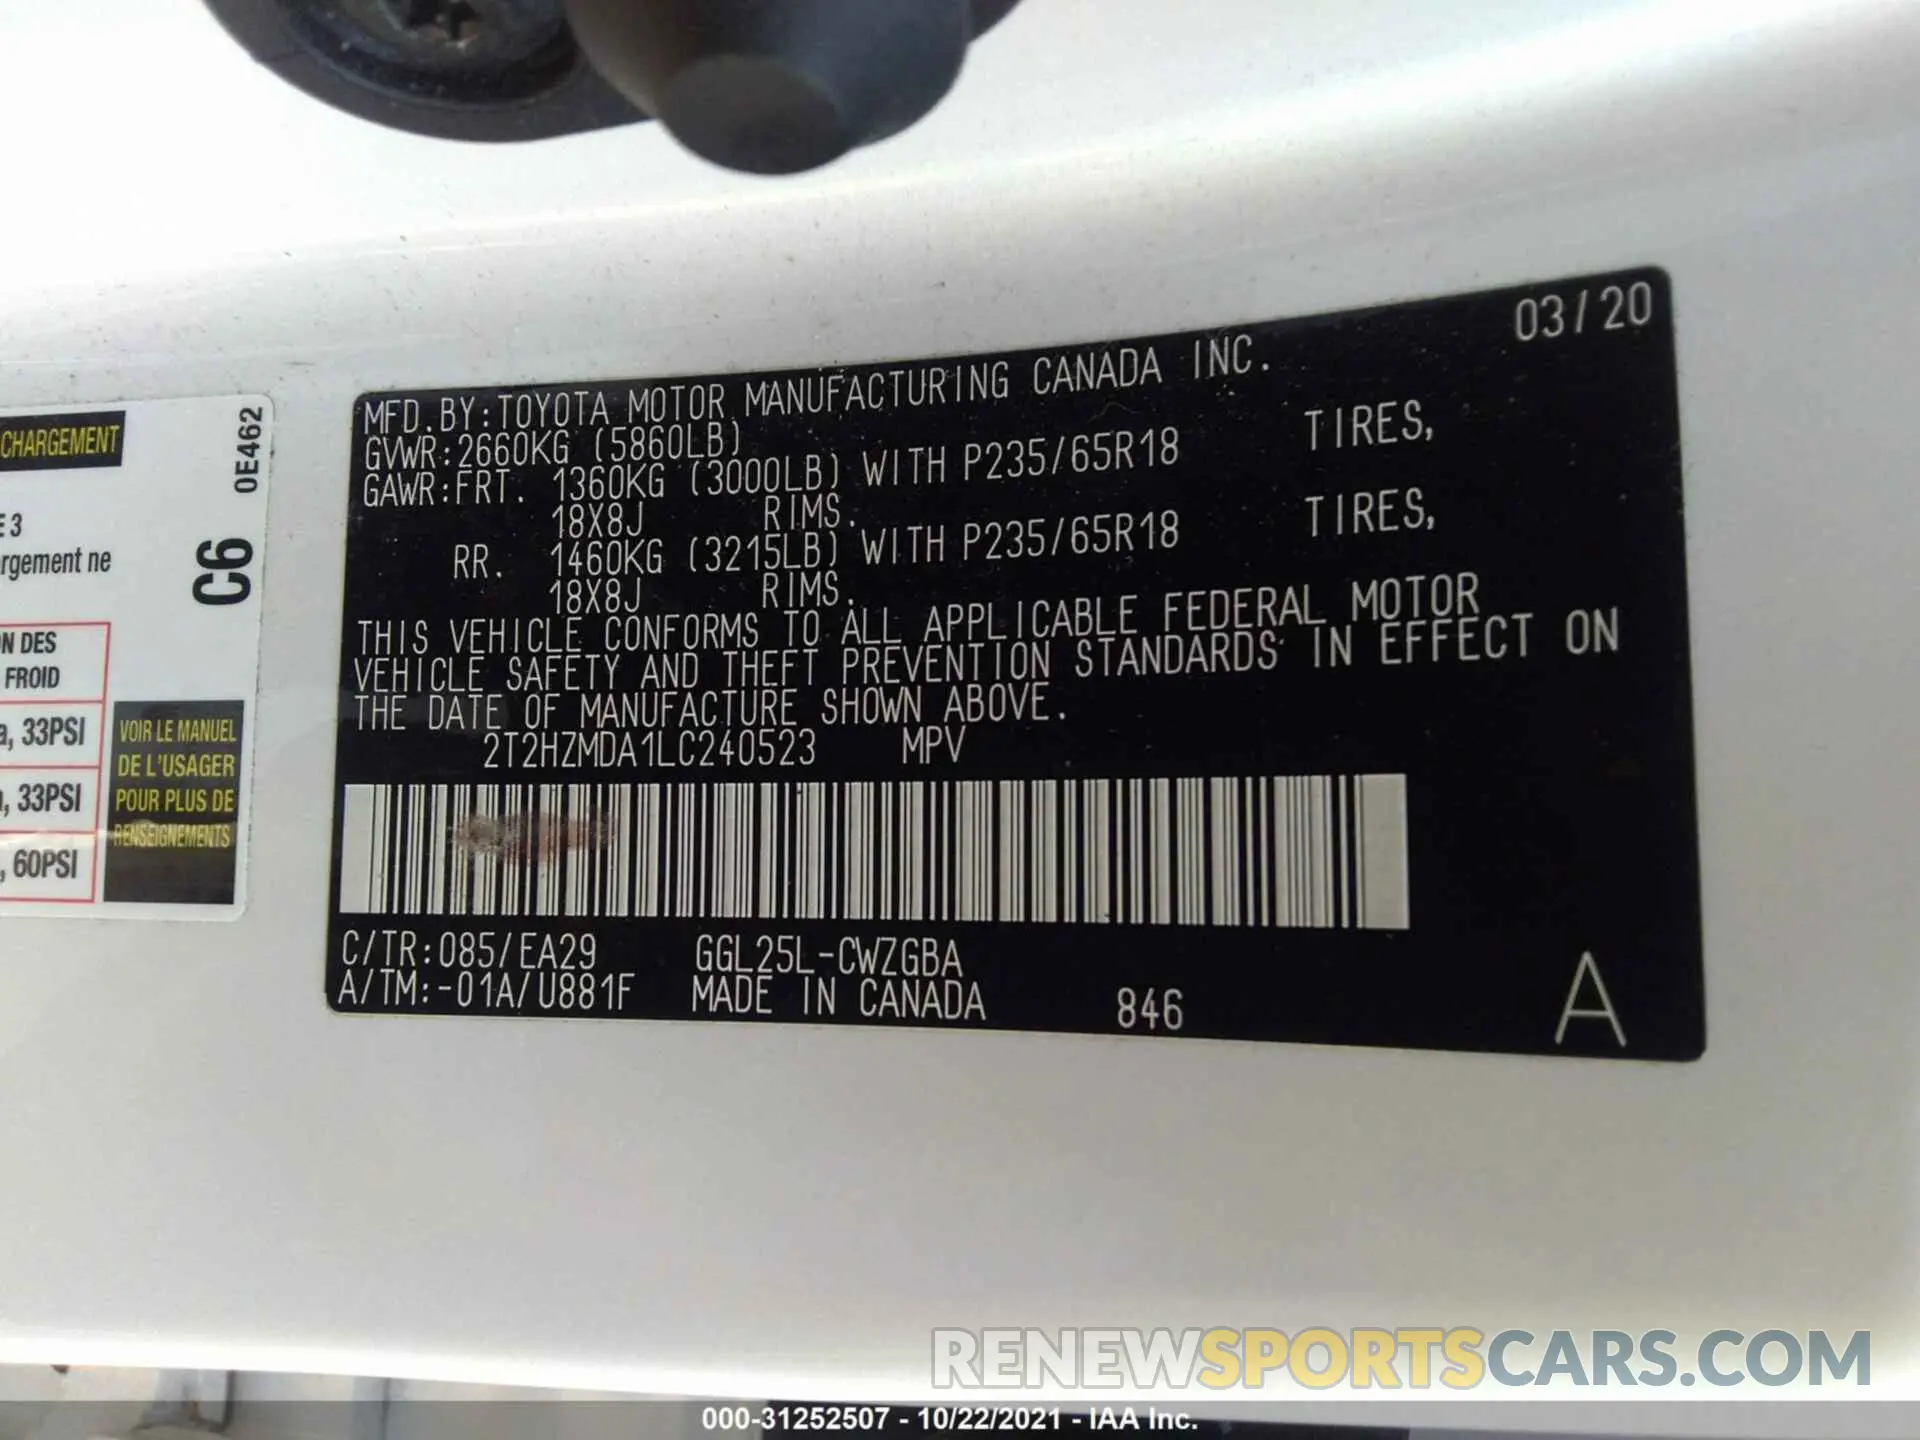 CHARGEMENT
0E462
E 3
rgement ne
C6
N DES
FROID
a, 33PSI
, 33PSI
, 60PSI
VOIR LE MANUEL
DE L'USAGER
POUR PLUS DE
RENSEIGNEMENTS
03/20
MFD.BY:TOYOTA MOTOR MANUFACTURING CANADA INC.
GVWR:2660KG (5860LB)
GAWR:FRT. 1360KG (3000LB) WITH P235/65R18 TIRES,
18X8J RIMS.
RR. 1460KG (3215LB) WITH P235/65R18 TIRES,
18X8J RIMS.
THIS VEHICLE CONFORMS TO ALL APPLICABLE FEDERAL MOTOR
VEHICLE SAFETY AND THEFT PREVENTION STANDARDS IN EFFECT ON
THE DATE OF MANUFACTURE SHOWN ABOVE.
2T2HZMDA1LC240523 MPV
C/TR:085/EA29 GGL25L-CWZGBA
A/TM:-01A/U881F MADE IN CANADA 846 A
RENEWSPORTSCARS.COM
000-31252507 - 10/22/2021 - IAA Inc.